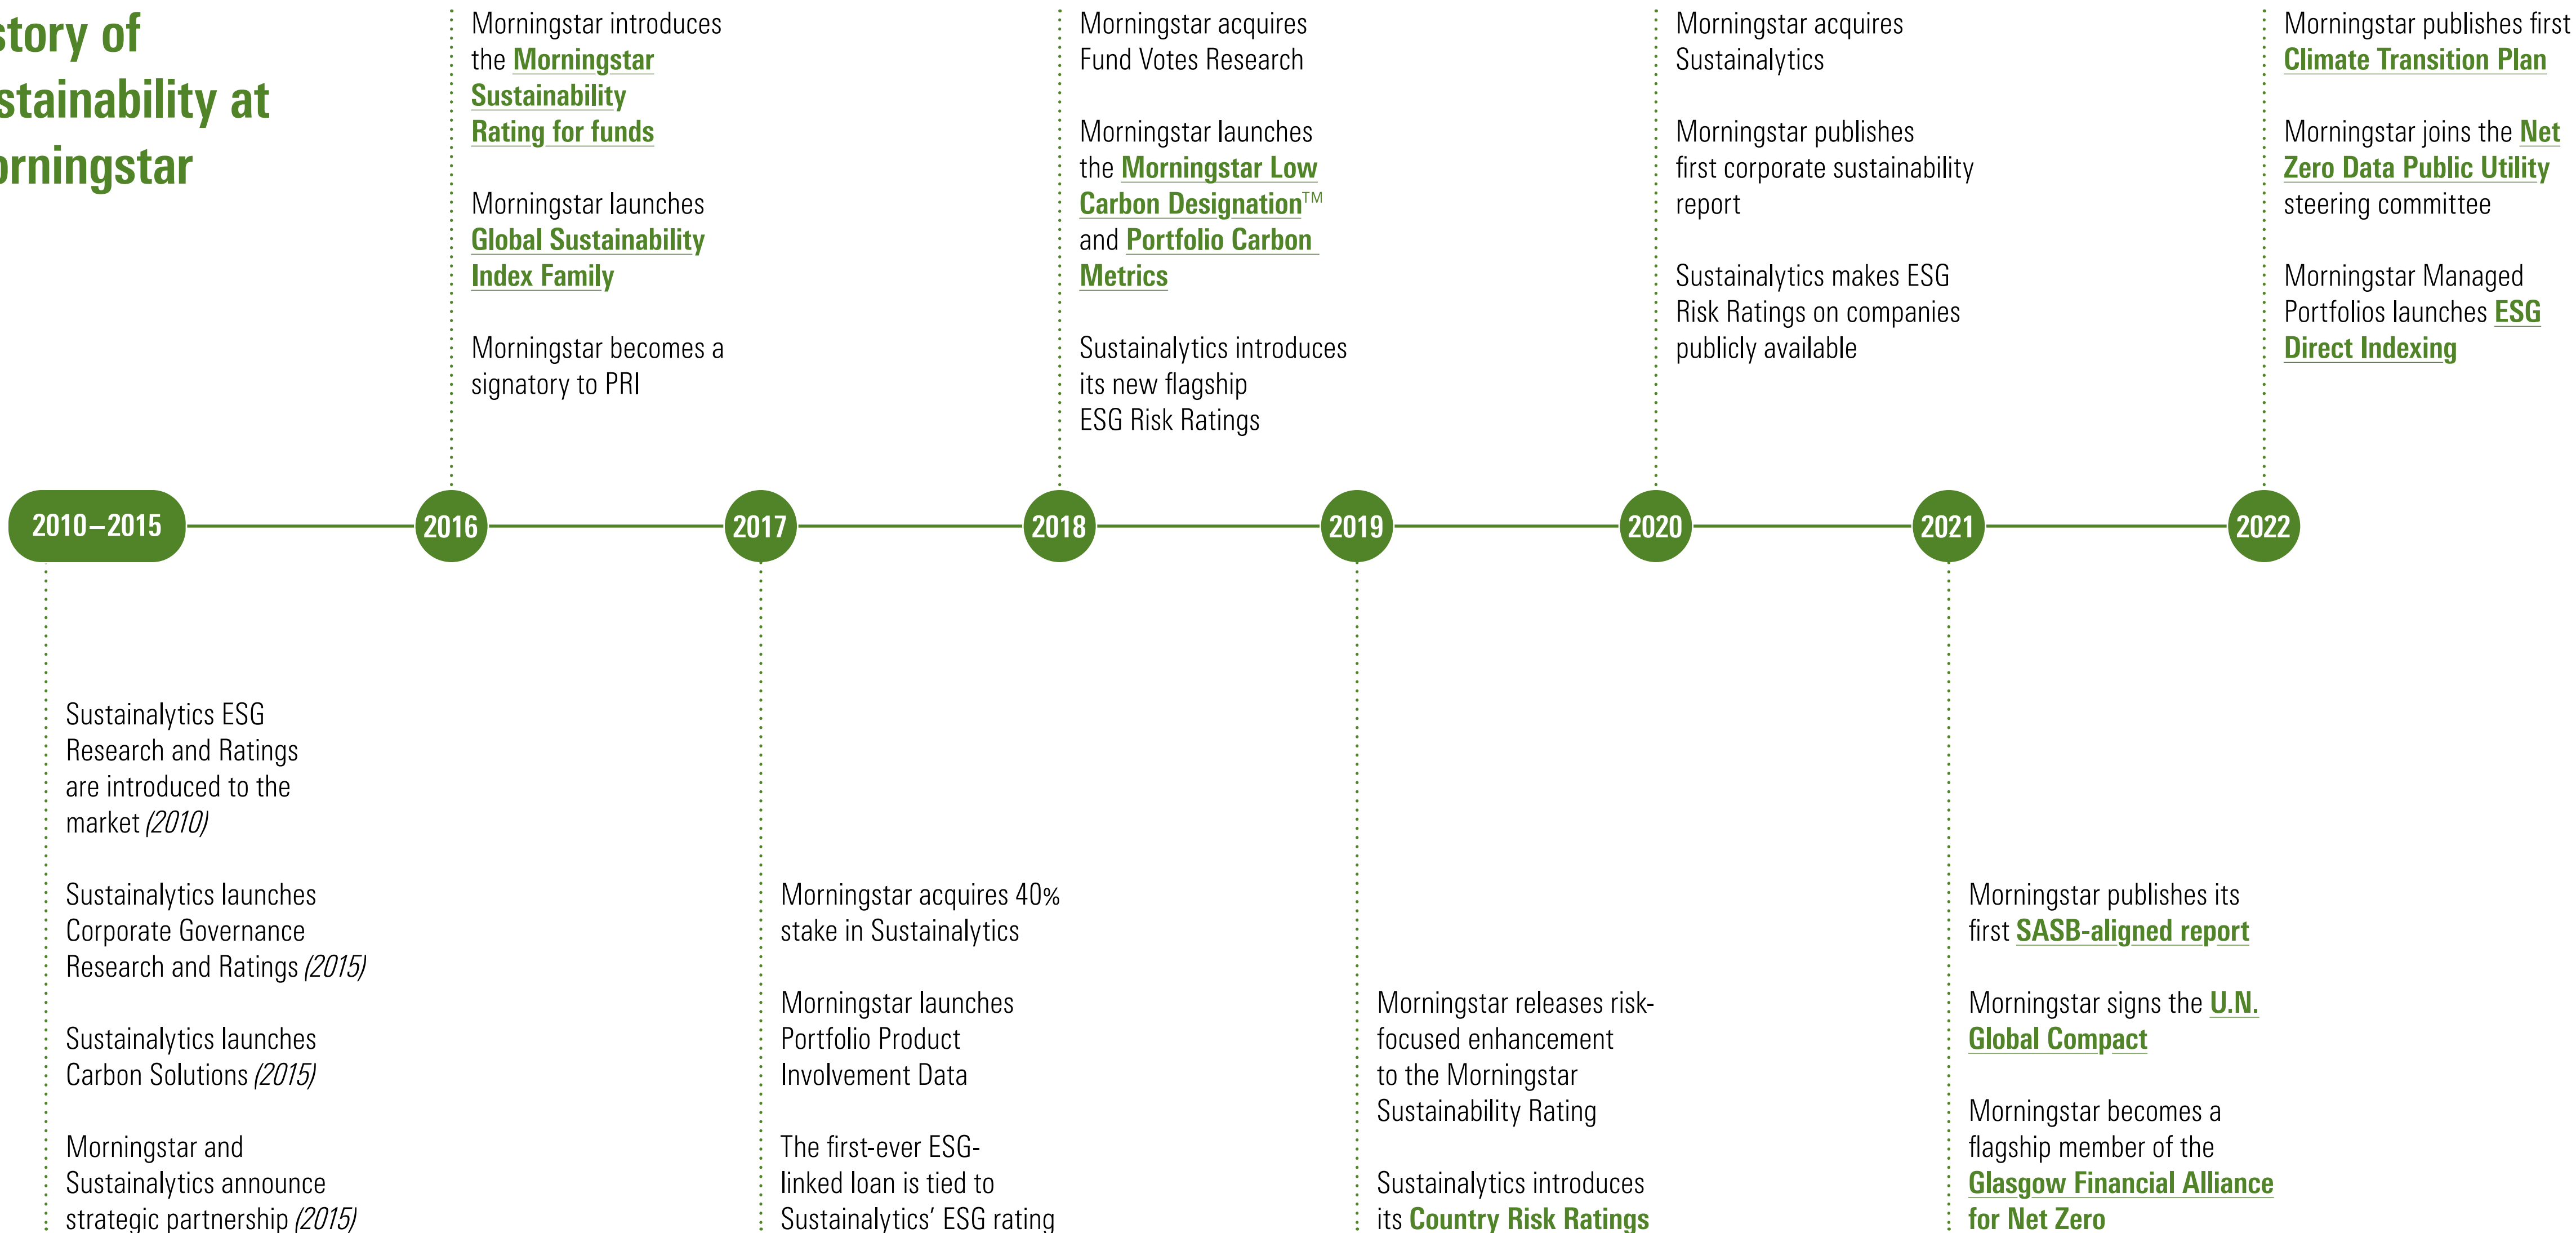 story of
stainability at
orningstar
Morningstar introduces
the Morningstar
Sustainability
Rating for funds
Morningstar launches
Global Sustainability
Index Family
Morningstar becomes a
signatory to PRI
Morningstar acquires
Fund Votes Research
Morningstar launches
the Morningstar Low
Carbon Designation™
and Portfolio Carbon
Metrics
Sustainalytics introduces
its new flagship
ESG Risk Ratings
Morningstar acquires
Sustainalytics
Morningstar publishes
first corporate sustainability
report
Sustainalytics makes ESG
Risk Ratings on companies
publicly available
Morningstar publishes first
Climate Transition Plan
Morningstar joins the Net
Zero Data Public Utility
steering committee
Morningstar Managed
Portfolios launches ESG
Direct Indexing
2010–2015
2016
2017
2018
2019
2020
2021
2022
Sustainalytics ESG
Research and Ratings
are introduced to the
market (2010)
Sustainalytics launches
Corporate Governance
Research and Ratings (2015)
Sustainalytics launches
Carbon Solutions (2015)
Morningstar and
Sustainalytics announce
strategic partnership (2015)
Morningstar acquires 40%
stake in Sustainalytics
Morningstar launches
Portfolio Product
Involvement Data
The first-ever ESG-
linked loan is tied to
Sustainalytics’ ESG rating
Morningstar releases risk-
focused enhancement
to the Morningstar
Sustainability Rating
Sustainalytics introduces
its Country Risk Ratings
Morningstar publishes its
first SASB-aligned report
Morningstar signs the U.N.
Global Compact
Morningstar becomes a
flagship member of the
Glasgow Financial Alliance
for Net Zero